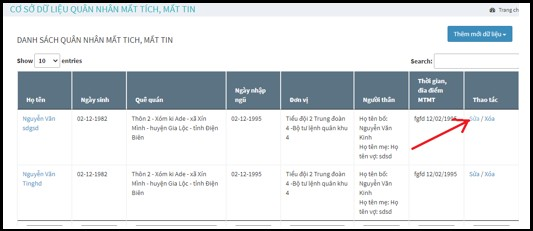 CƠ SỞ DỮ LIỆU QUÂN NHÂN MẤT TÍCH, MẤT TIN
Trang ch
DANH SÁCH QUÂN NHÂN MẤT TÍCH, MẤT TIN
Thêm mới dữ liệu
Show 10 entries
Search:
Họ tên
Ngày sinh
Quê quán
Ngày nhập
ngũ
Đơn vị
Người thân
Thời gian,
địa điểm
MTMT
Thao tác
Nguyễn Văn
sdgsd
02-12-1982
Thôn 2 - Xóm ki Ade - xã Xín
Mình - huyện Gia Lộc - tỉnh Điện
Biên
02-12-1995
Tiểu đội 2 Trung đoàn
4 -Bộ tư lệnh quân khu
4
Họ tên bố:
Nguyễn Văn
Kinh
Họ tên mẹ: Họ
tên vợ: sdsd
fgfd 12/02/1995
Sửa / Xóa
Nguyễn Văn
Tinghd
02-12-1982
Thôn 2 - Xóm ki Ade - xã Xín
Mình - huyện Gia Lộc - tỉnh Điện
Biên
02-12-1995
Tiểu đội 2 Trung đoàn
4 -Bộ tư lệnh quân khu
4
Họ tên bố:
Nguyễn Văn
Kinh
Họ tên mẹ: Họ
tên vợ: sdsd
fgfd 12/02/1995
Sửa / Xóa